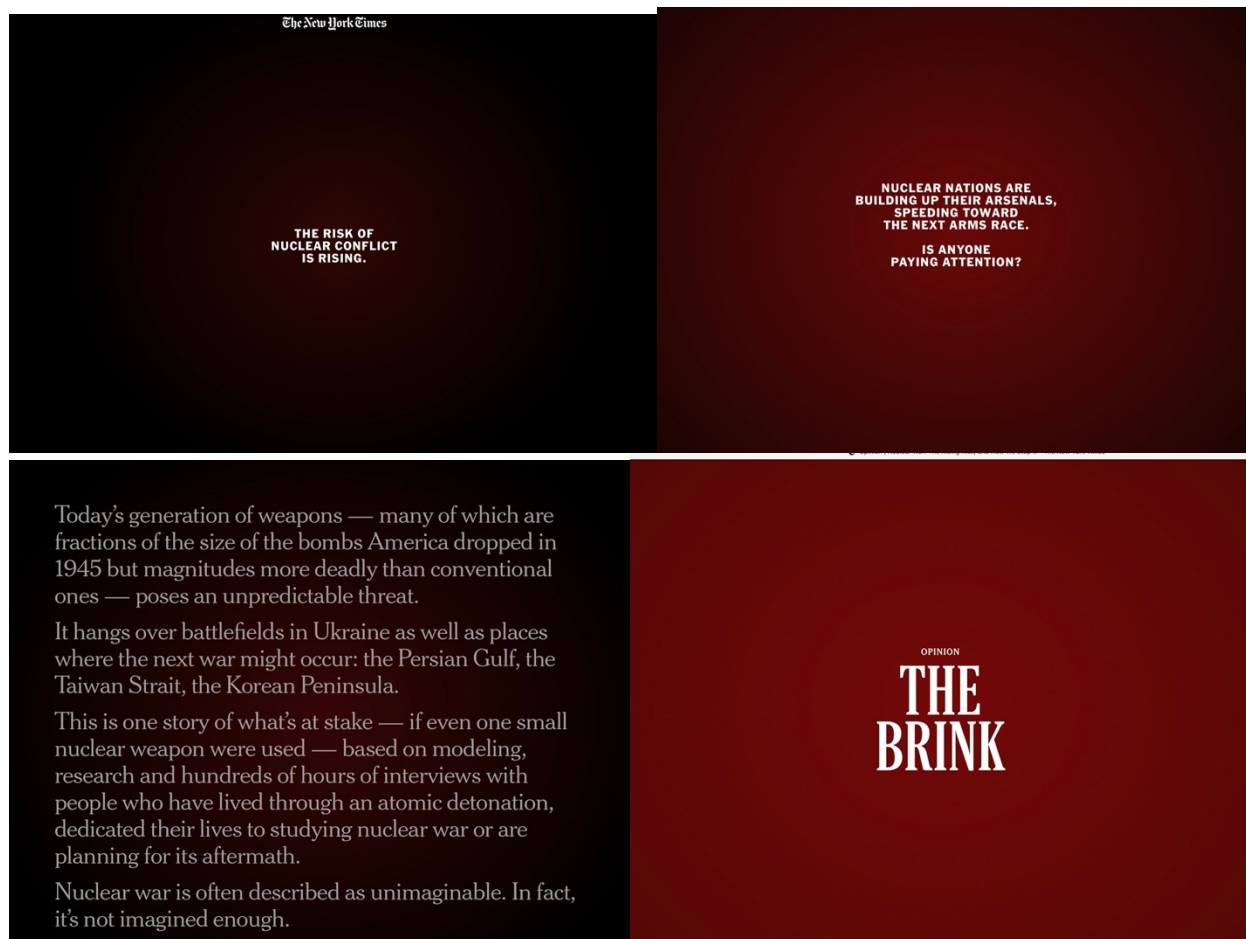 The New York Times
THE RISK OF
NUCLEAR CONFLICT
IS RISING.
NUCLEAR NATIONS ARE
BUILDING UP THEIR ARSENALS,
SPEEDING TOWARD
THE NEXT ARMS RACE.
IS ANYONE
PAYING ATTENTION?
Today’s generation of weapons — many of which are
fractions of the size of the bombs America dropped in
1945 but magnitudes more deadly than conventional
ones — poses an unpredictable threat.
It hangs over battlefields in Ukraine as well as places
where the next war might occur: the Persian Gulf, the
Taiwan Strait, the Korean Peninsula.
This is one story of what’s at stake — if even one small
nuclear weapon were used — based on modeling,
research and hundreds of hours of interviews with
people who have lived through an atomic detonation,
dedicated their lives to studying nuclear war or are
planning for its aftermath.
Nuclear war is often described as unimaginable. In fact,
it’s not imagined enough.
OPINION
THE
BRINK